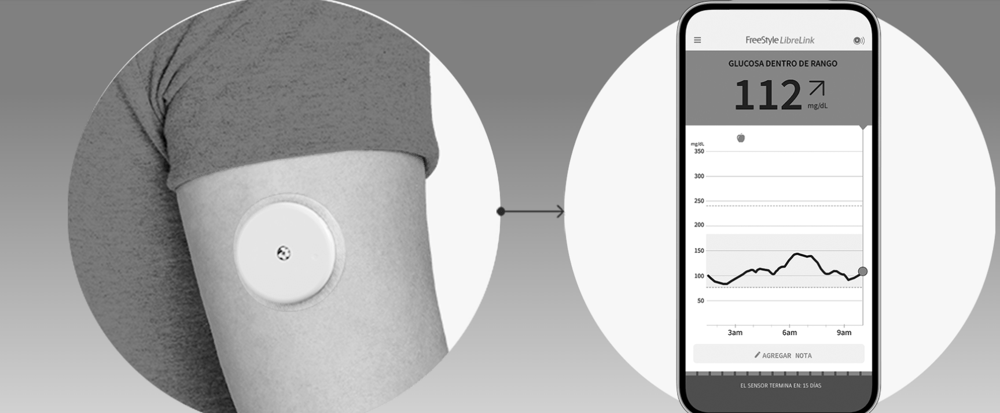 FreeStyle LibreLink
GLUCOSA DENTRO DE RANGO
112
mg/dL
mg/dL
350
300
250
200
150
100
50
3am 6am 9am
AGREGAR NOTA
EL SENSOR TERMINA EN: 15 DÍAS